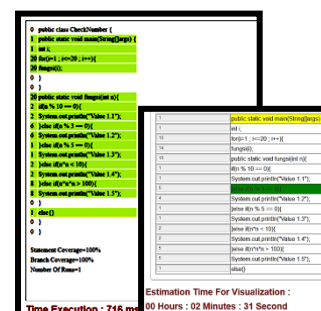 0 public class CheckNumber {
1 public static void main(String[]args) {
1 int i;
20 for(i=1 ; i<=20 ; i++){
20 fungsi(i);
0 }
0 }
20 public static void fungsi(int n){
2 if(n % 10 == 0){
2 System.out.println("Value 1.1");
6 }else if(n % 3 == 0){
6 System.out.println("Value 1.2");
1 }else if(n % 5 == 0){
1 System.out.println("Value 1.3");
2 }else if(n*n < 10){
2 System.out.println("Value 1.4");
8 }else if(n*n*n > 100){
8 System.out.println("Value 1.5");
0 }
1 else{}
0 }
0 }
Statement Coverage=100%
Branch Coverage=100%
Number Of Runs=1
Time Execution : 716 ms
1 public static void main(String[]args)
1 int i;
for(i=1 ; i<=20 ; i++){
fungsi(i);
public static void fungsi(int n){
if(n % 10 == 0){
System.out.println("Value 1.1");
4 System.out.println("Value 1.2");
1 }else if(n % 5 == 0){
1 System.out.println("Value 1.3");
2 }else if(n*n < 10){
2 System.out.println("Value 1.4");
5 }else if(n*n*n > 100){
5 System.out.println("Value 1.5");
1 else{}
Estimation Time For Visualization :
00 Hours : 02 Minutes : 31 Second